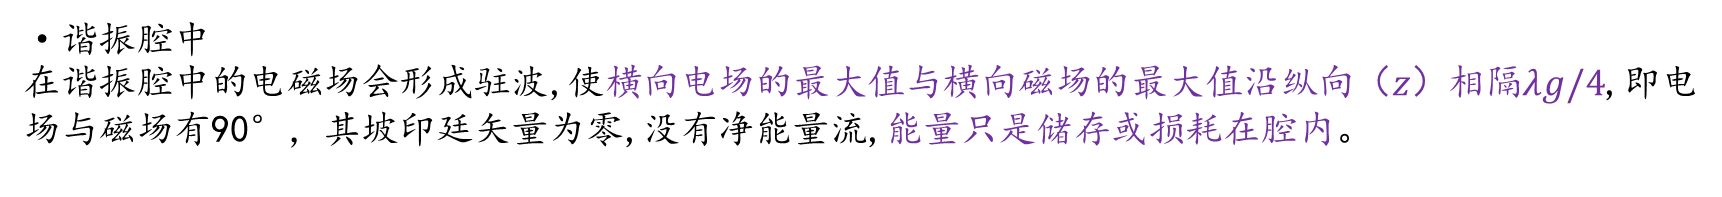 •谐振腔中
在谐振腔中的电磁场会形成驻波,使横向电场的最大值与横向磁场的最大值沿纵向（z）相隔λg/4,即电
场与磁场有90°，其坡印廷矢量为零,没有净能量流,能量只是储存或损耗在腔内。